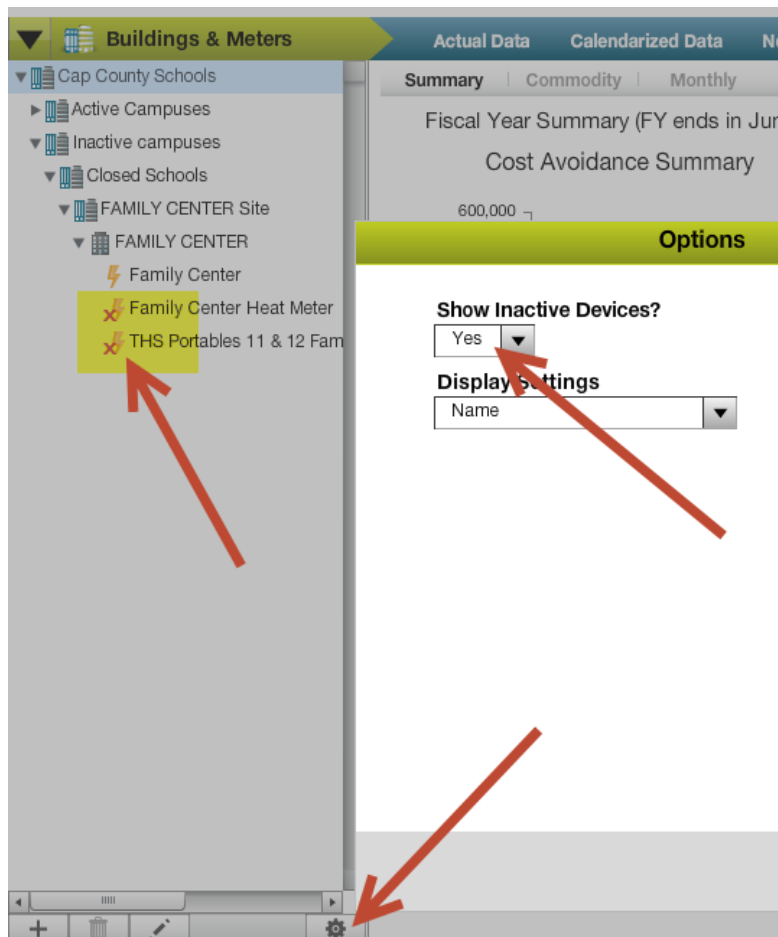 Buildings & Meters
Actual Data
Calendarized Data
Cap County Schools
Summary
Commodity
Monthly
Active Campuses
Fiscal Year Summary (FY ends in Jun
Inactive campuses
Cost Avoidance Summary
Closed Schools
FAMILY CENTER Site
600,000
FAMILY CENTER
Options
Family Center
Family Center Heat Meter
Show Inactive Devices?
THS Portables 11 & 12 Fam
Yes
Display Settings
Name